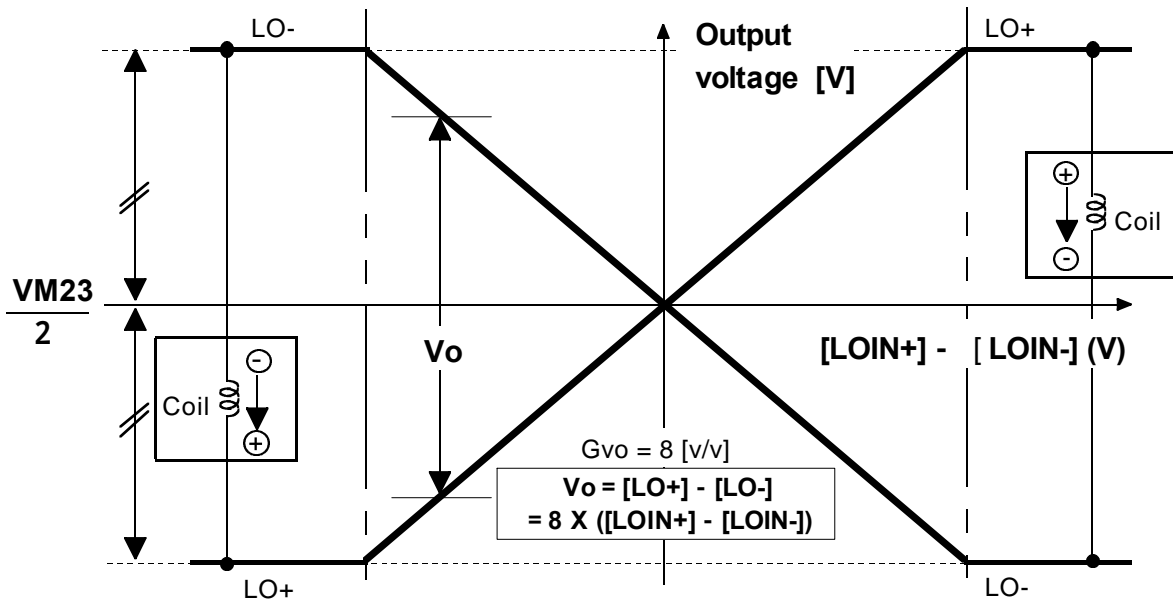 LO-
Output
voltage [V]
LO+
+
-
Coil
VM23
2
Vo
[LOIN+] - [ LOIN-] (V)
-
Coil
+
Gvo = 8 [v/v]
Vo = [LO+] - [LO-]
= 8 X ([LOIN+] - [LOIN-])
LO+
LO-